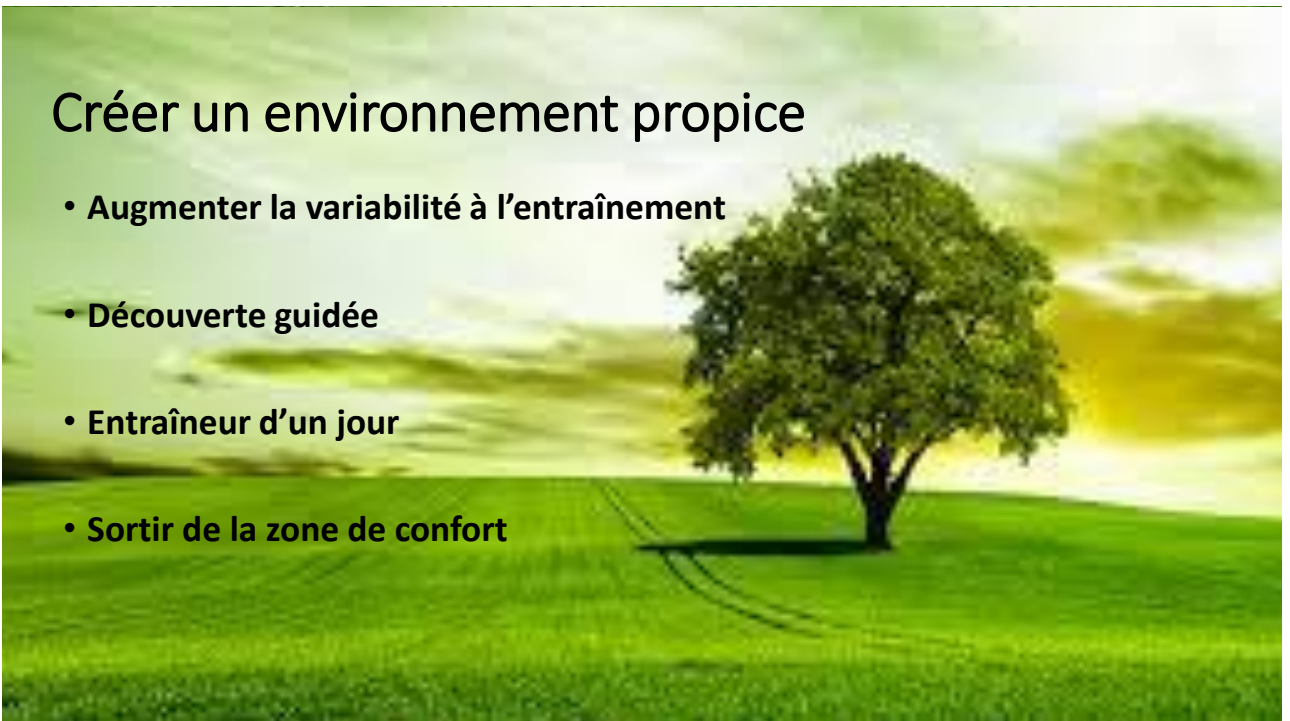 Créer un environnement propice
• Augmenter la variabilité à l’entraînement
• Découverte guidée
• Entraîneur d’un jour
• Sortir de la zone de confort